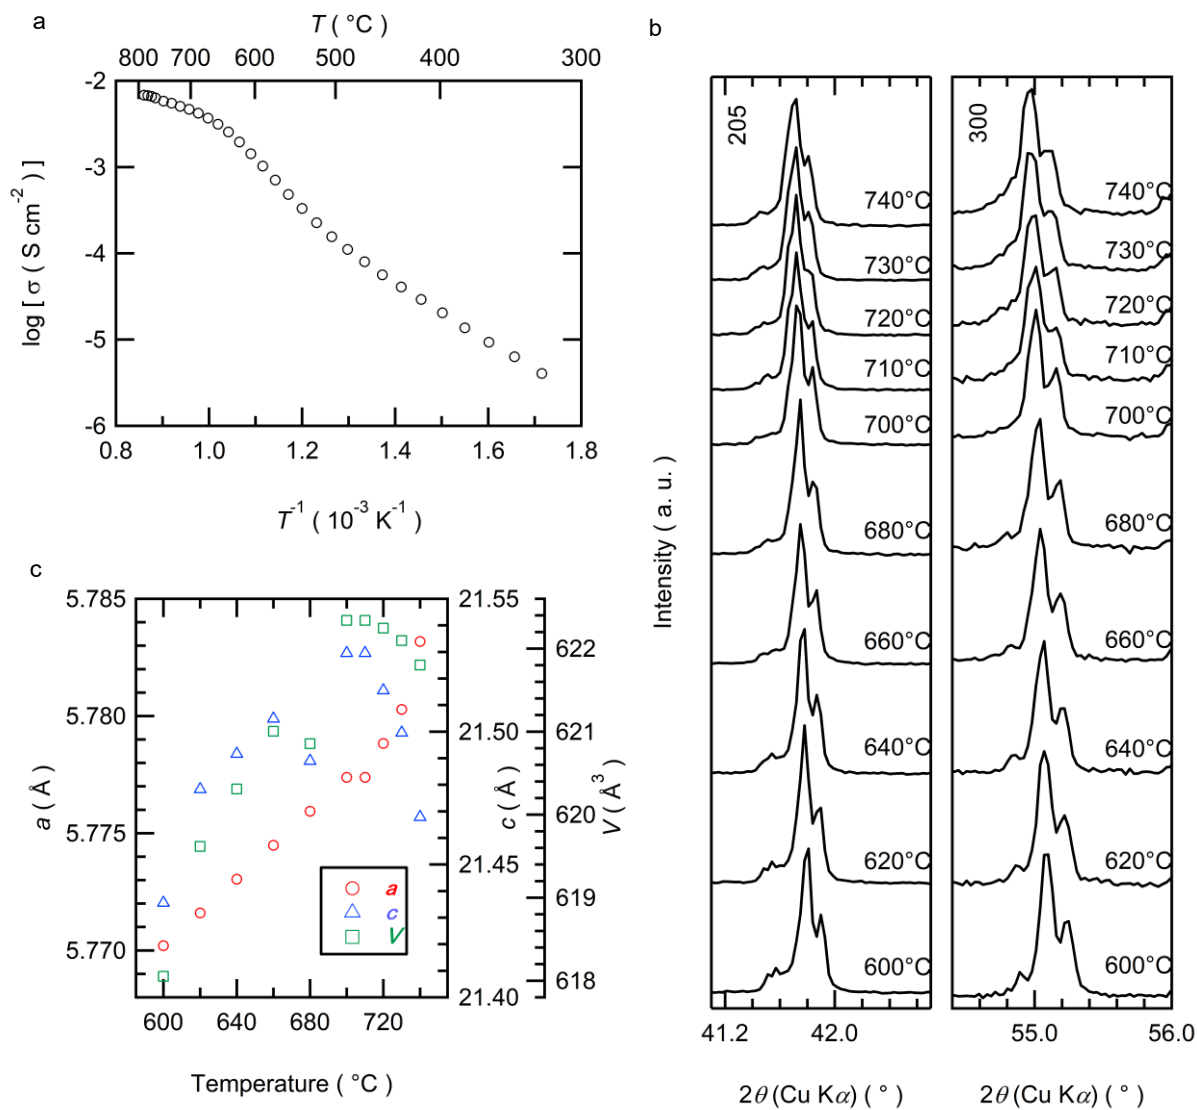 a
T ( °C )
800 700 600 500 400 300
-2
-3
-4
-5
-6
log [ σ ( S cm-2 ) ]
0.8 1.0 1.2 1.4 1.6 1.8
T-1 ( 10-3 K-1 )
b
205
300
740°C
730°C
720°C
710°C
700°C
680°C
660°C
640°C
620°C
600°C
740°C
730°C
720°C
710°C
700°C
680°C
660°C
640°C
620°C
600°C
Intensity ( a. u. )
41.2 42.0
55.0 56.0
2θ (Cu Kα) ( ° )
2θ (Cu Kα) ( ° )
c
5.785
5.780
5.775
5.770
a ( Å )
21.55
21.50
21.45
21.40
c ( Å )
622
621
620
619
618
V ( Å3 )
a
c
V
600 640 680 720
Temperature ( °C )